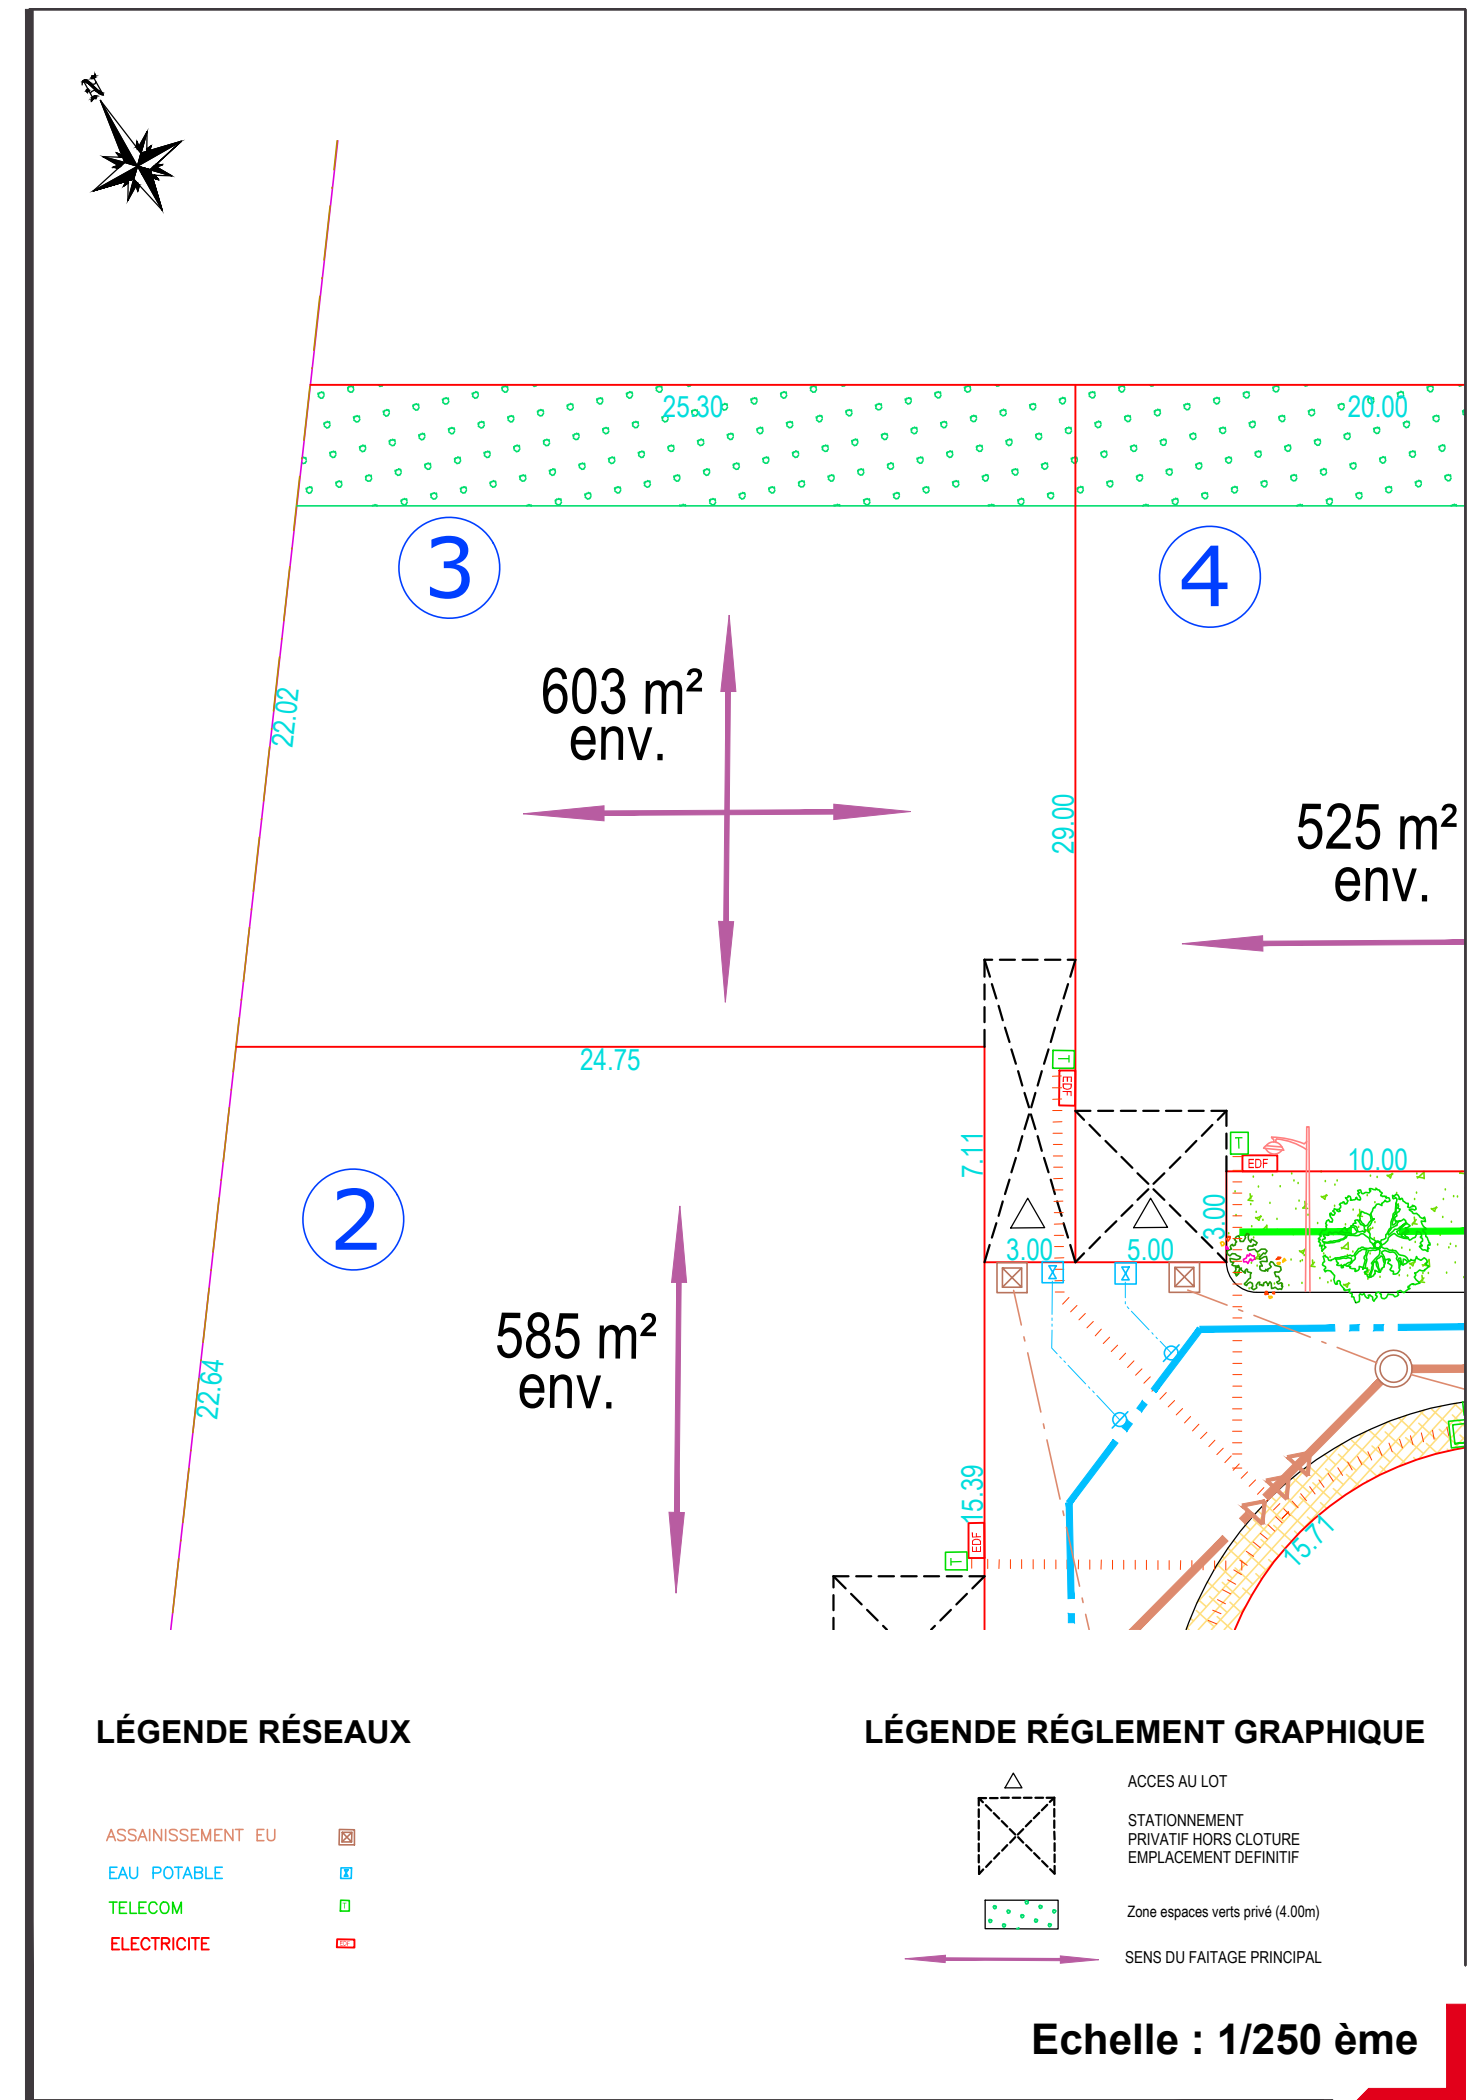 N
25.30
20.00
3
4
603 m²
env.
22.02
29.00
525 m²
env.
24.75
T
EDF
7.11
T
EDF
10.00
2
3.00
3.00
5.00
585 m²
env.
22.64
15.39
EDF
T
15.71
LÉGENDE RÉSEAUX
ASSAINISSEMENT EU
EAU POTABLE
TELECOM
T
ELECTRICITE
EDF
LÉGENDE RÉGLEMENT GRAPHIQUE
ACCES AU LOT
STATIONNEMENT
PRIVATIF HORS CLOTURE
EMPLACEMENT DEFINITIF
Zone espaces verts privé (4.00m)
SENS DU FAITAGE PRINCIPAL
Echelle : 1/250 ème